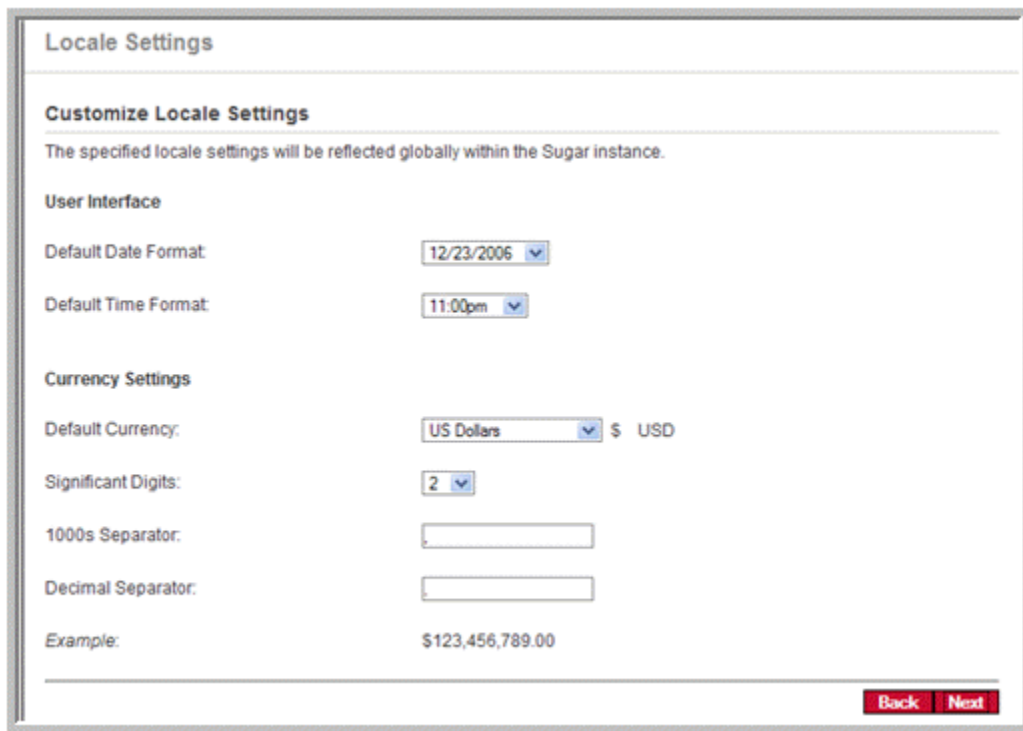 Locale Settings
Customize Locale Settings
The specified locale settings will be reflected globally within the Sugar instance.
User Interface
Default Date Format: 12/23/2006
Default Time Format: 11:00pm
Currency Settings
Default Currency: US Dollars $ USD
Significant Digits: 2
1000s Separator: ,
Decimal Separator: .
Example: $123,456,789.00
Back Next